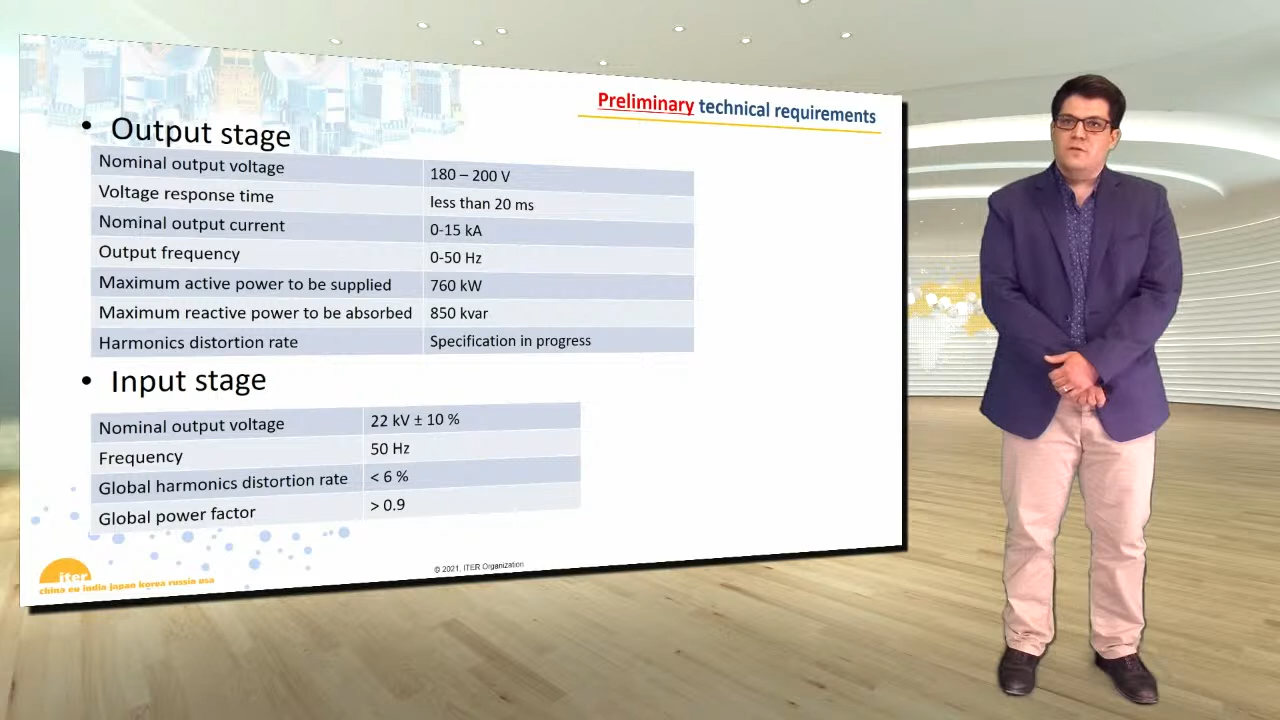 Preliminary technical requirements
• Output stage
Nominal output voltage 180 – 200 V
Voltage response time less than 20 ms
Nominal output current 0-15 kA
Output frequency 0-50 Hz
Maximum active power to be supplied 760 kW
Maximum reactive power to be absorbed 850 kvar
Harmonics distortion rate Specification in progress
• Input stage
Nominal output voltage 22 kV ± 10 %
Frequency 50 Hz
Global harmonics distortion rate < 6 %
Global power factor > 0.9
iter
china eu india japan korea russia usa
© 2021, ITER Organization